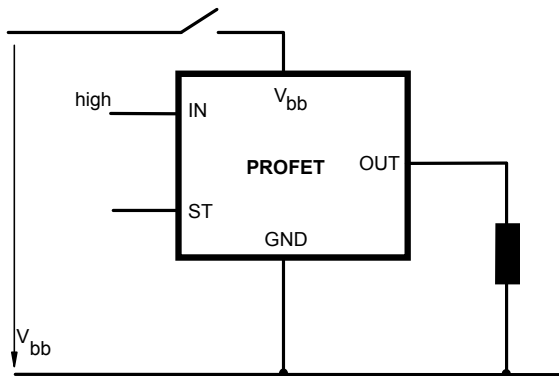 V_bb
high
IN
PROFET
OUT
ST
GND
V_bb